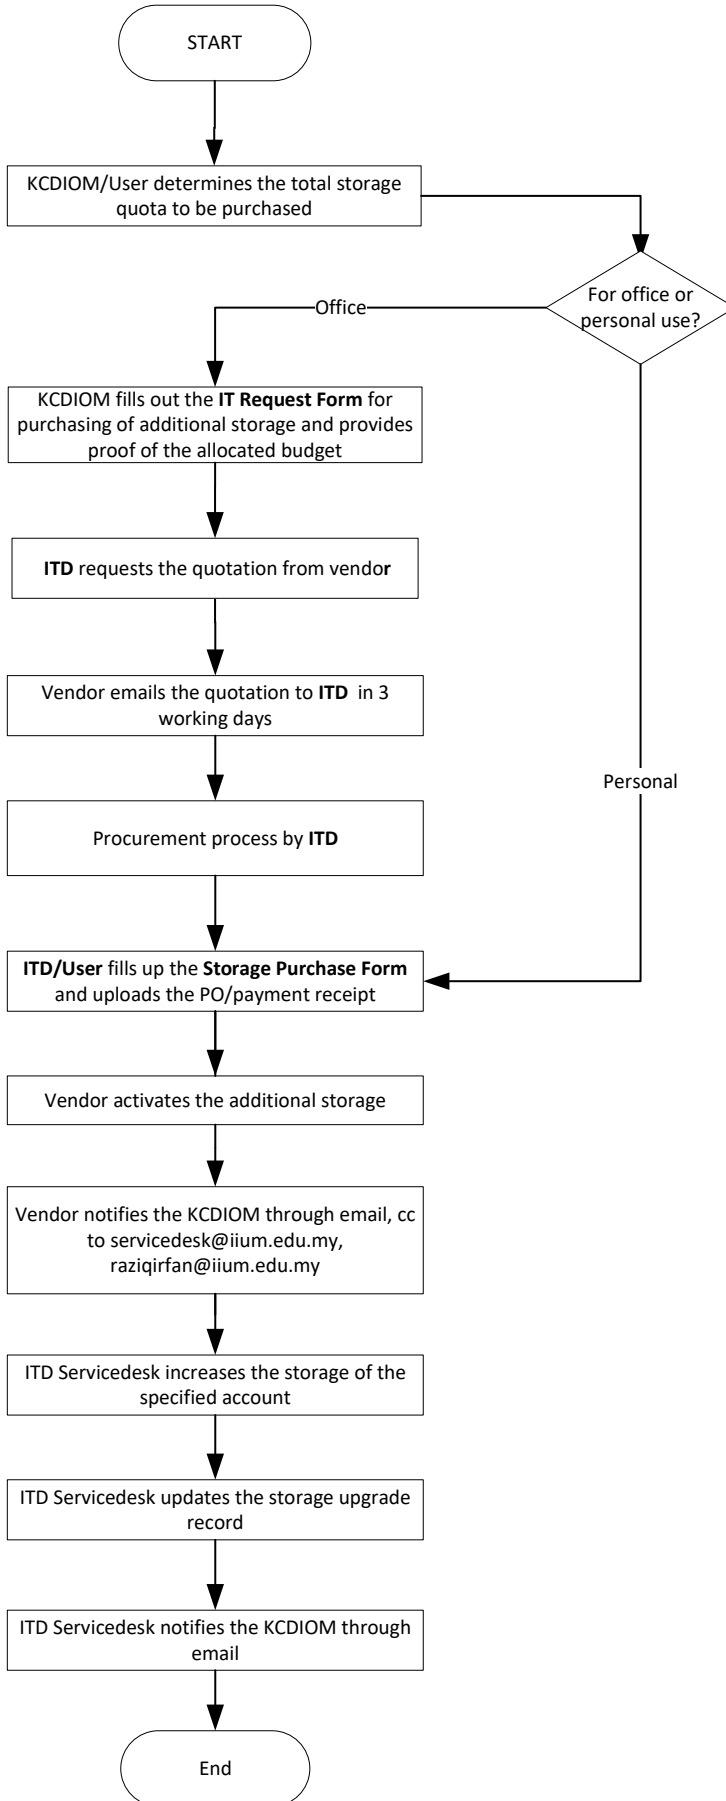 START
KCDIOM/User determines the total storage
quota to be purchased
For office or
personal use?
Office
KCDIOM fills out the IT Request Form for
purchasing of additional storage and provides
proof of the allocated budget
ITD requests the quotation from vendor
Vendor emails the quotation to ITD in 3
working days
Personal
Procurement process by ITD
ITD/User fills up the Storage Purchase Form
and uploads the PO/payment receipt
Vendor activates the additional storage
Vendor notifies the KCDIOM through email, cc
to servicedesk@iium.edu.my,
raziqirfan@iium.edu.my
ITD Servicedesk increases the storage of the
specified account
ITD Servicedesk updates the storage upgrade
record
ITD Servicedesk notifies the KCDIOM through
email
End